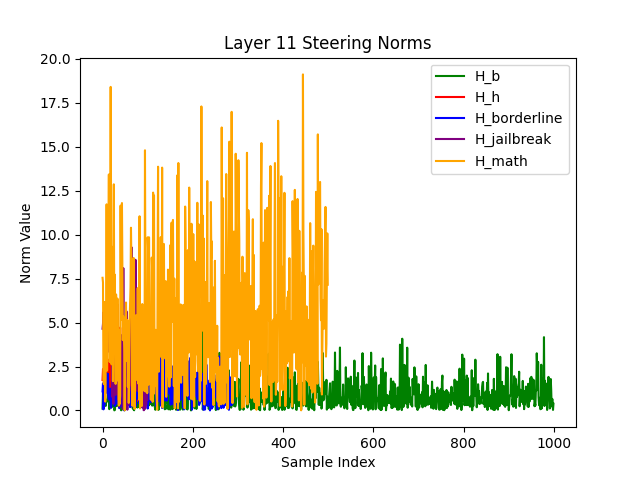 Layer 11 Steering Norms
20.0
17.5
15.0
12.5
10.0
7.5
5.0
2.5
0.0
Norm Value
H_b
H_h
H_borderline
H_jailbreak
H_math
0 200 400 600 800 1000
Sample Index